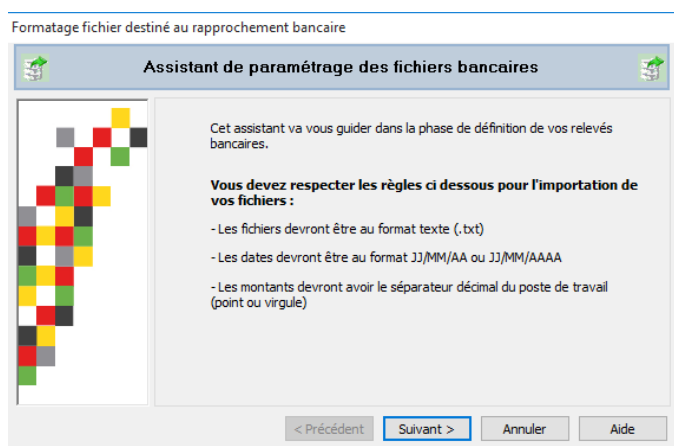 Formatage fichier destiné au rapprochement bancaire
Assistant de paramétrage des fichiers bancaires
Cet assistant va vous guider dans la phase de définition de vos relevés
bancaires.
Vous devez respecter les règles ci dessous pour l'importation de
vos fichiers :
- Les fichiers devront être au format texte (.txt)
- Les dates devront être au format JJ/MM/AA ou JJ/MM/AAAA
- Les montants devront avoir le séparateur décimal du poste de travail
(point ou virgule)
< Précédent Suivant > Annuler Aide